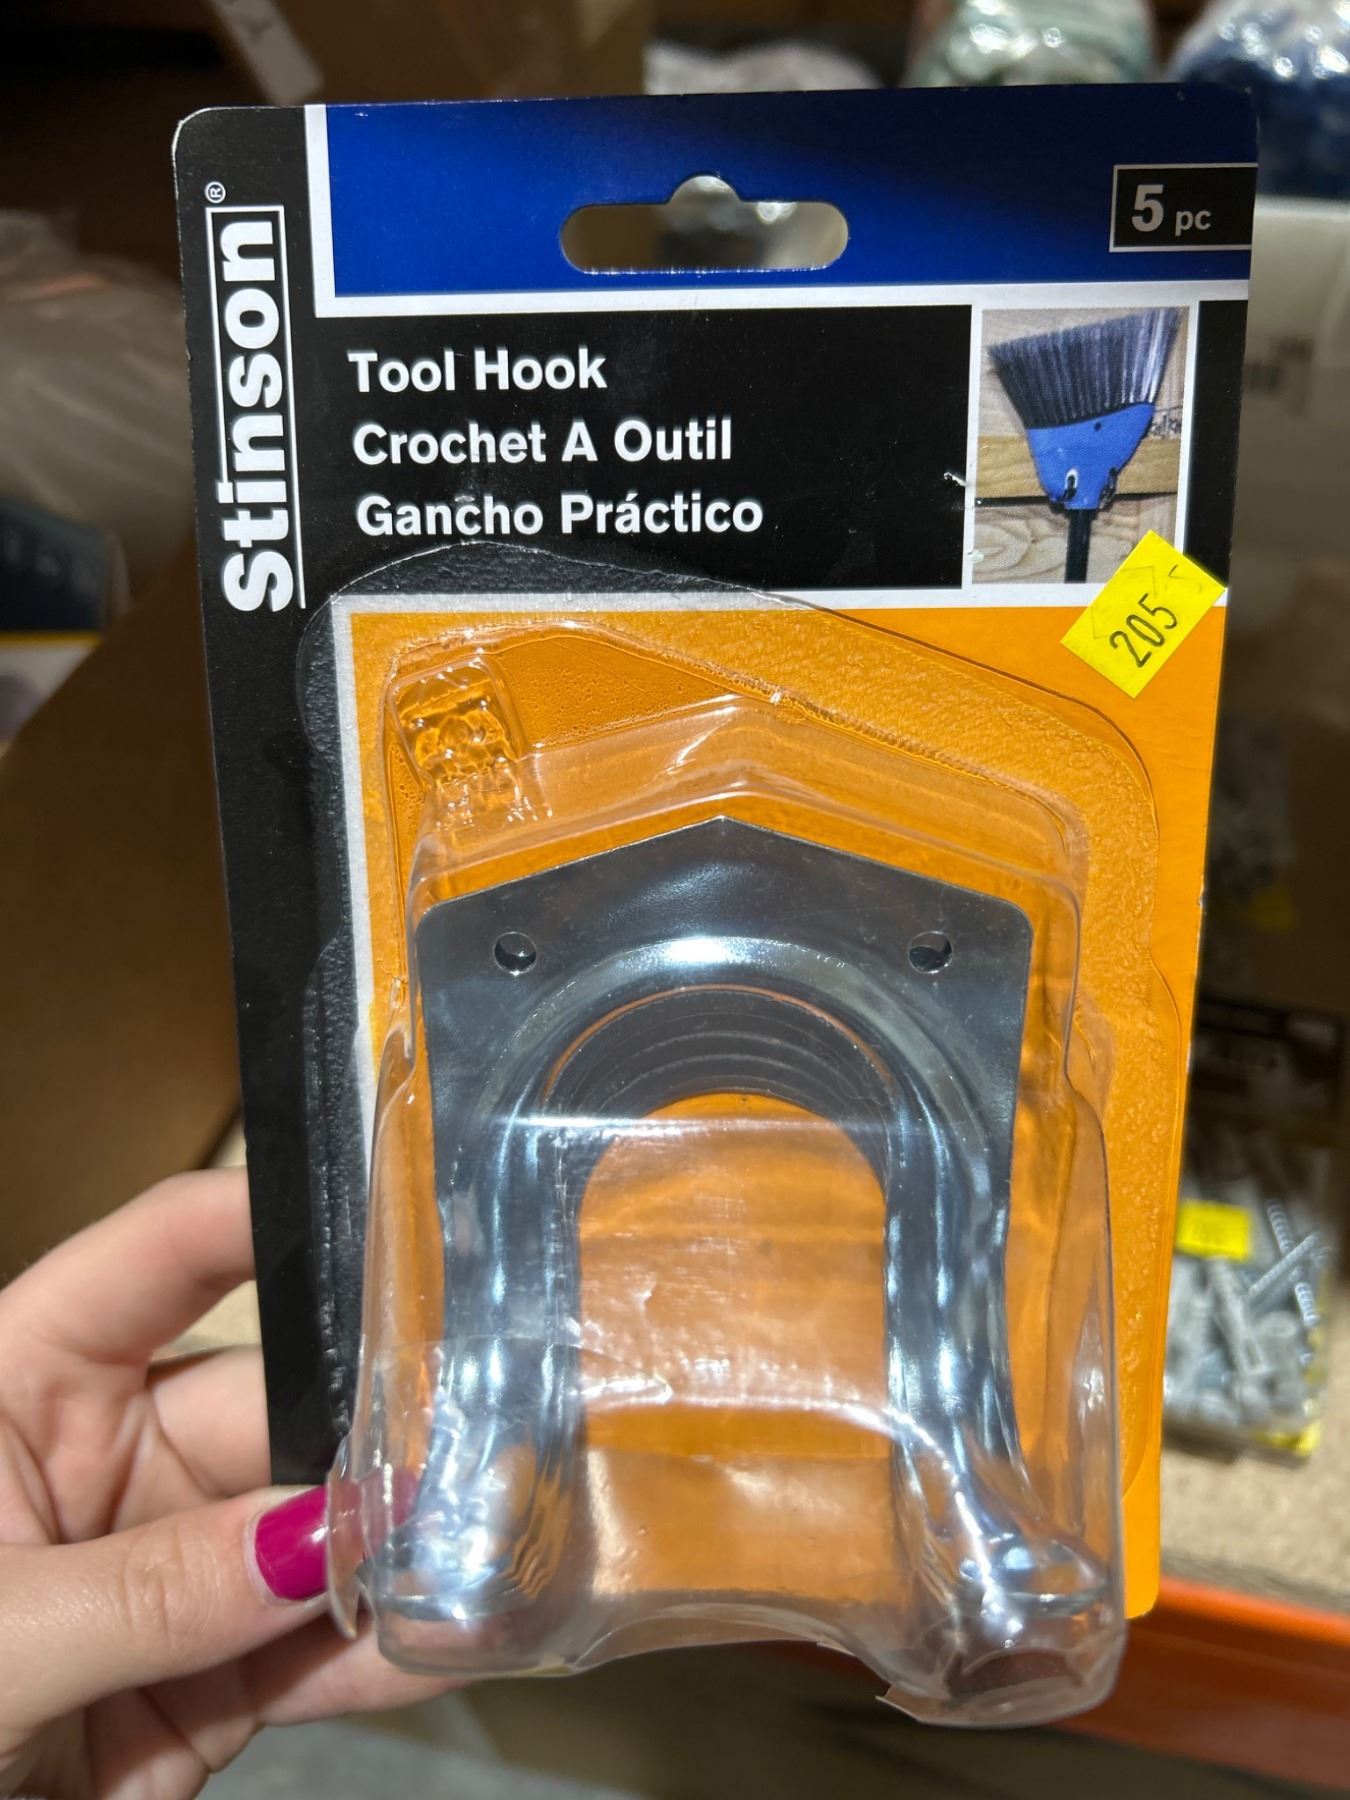 stinson®
5 pc
Tool Hook
Crochet A Outil
Gancho Práctico
205